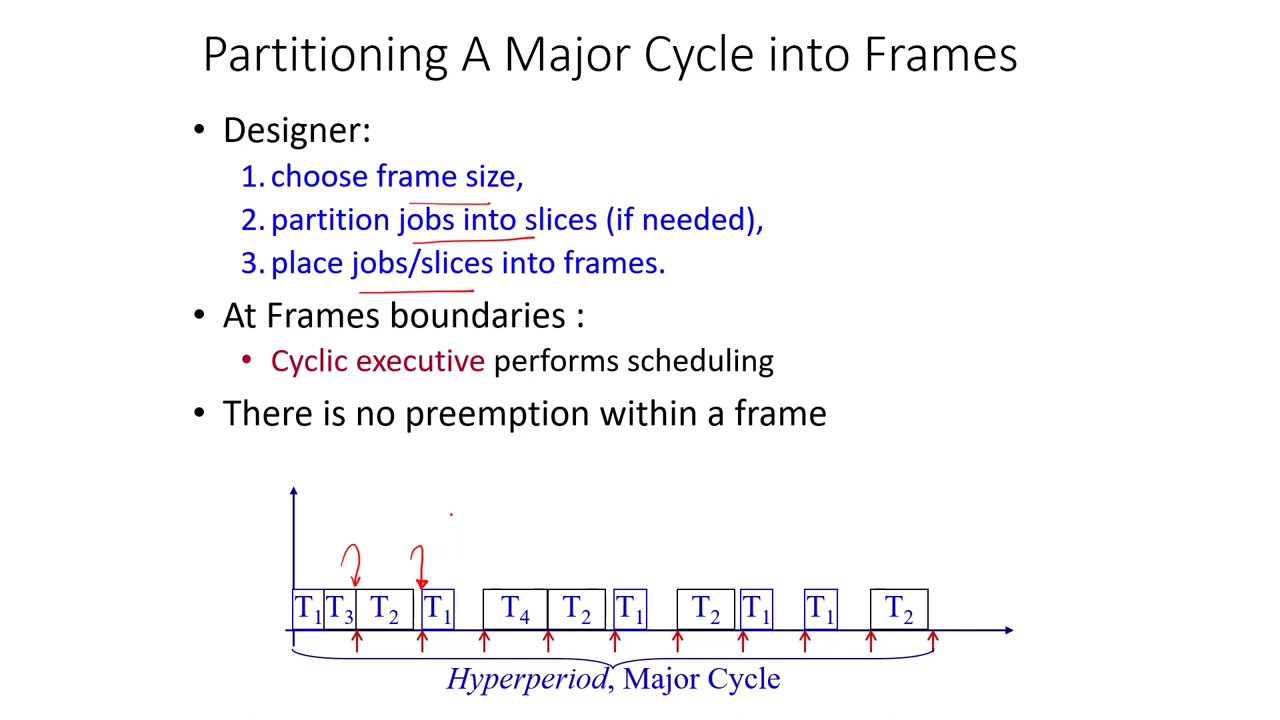 Partitioning A Major Cycle into Frames
• Designer:
1. choose frame size,
2. partition jobs into slices (if needed),
3. place jobs/slices into frames.
• At Frames boundaries :
• Cyclic executive performs scheduling
• There is no preemption within a frame
T1 T3 T2 T1 T4 T2 T1 T2 T1 T1 T2
Hyperperiod, Major Cycle